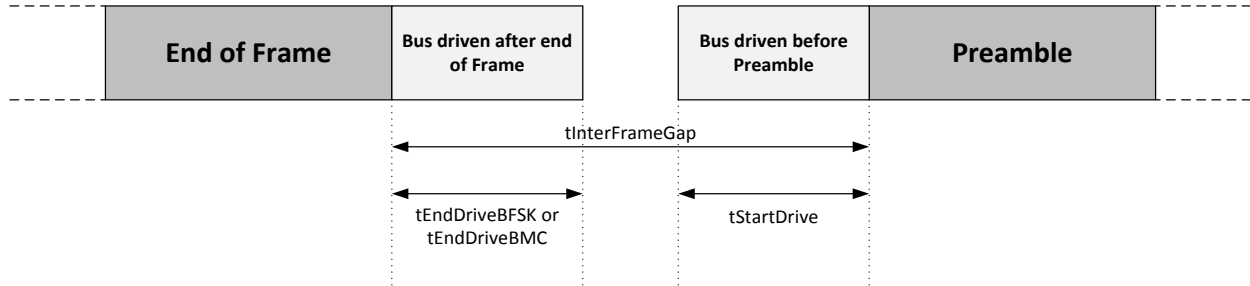 End of Frame
Bus driven after end
of Frame
Bus driven before
Preamble
Preamble
tInterFrameGap
tEndDriveBFSK or
tEndDriveBMC
tStartDrive